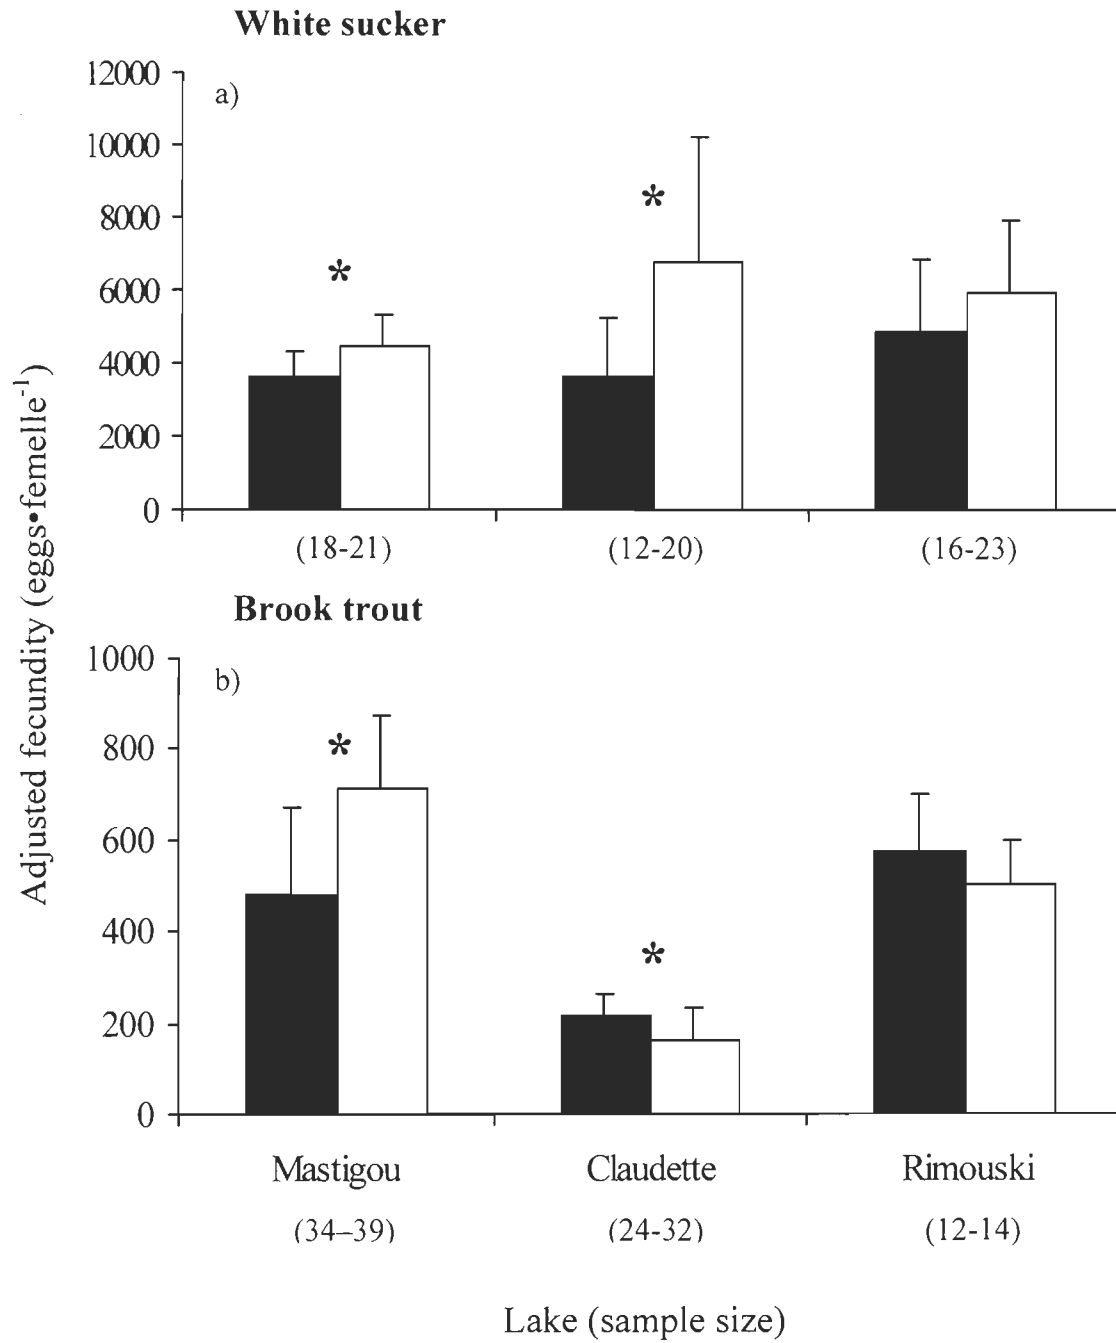 White sucker
a)
12000
10000
8000
6000
4000
2000
0
*
*
(18-21) (12-20) (16-23)
Adjusted fecundity (eggs•femelle⁻¹)
Brook trout
b)
1000
800
600
400
200
0
*
*
Mastigou Claudette Rimouski
(34–39) (24-32) (12-14)
Lake (sample size)